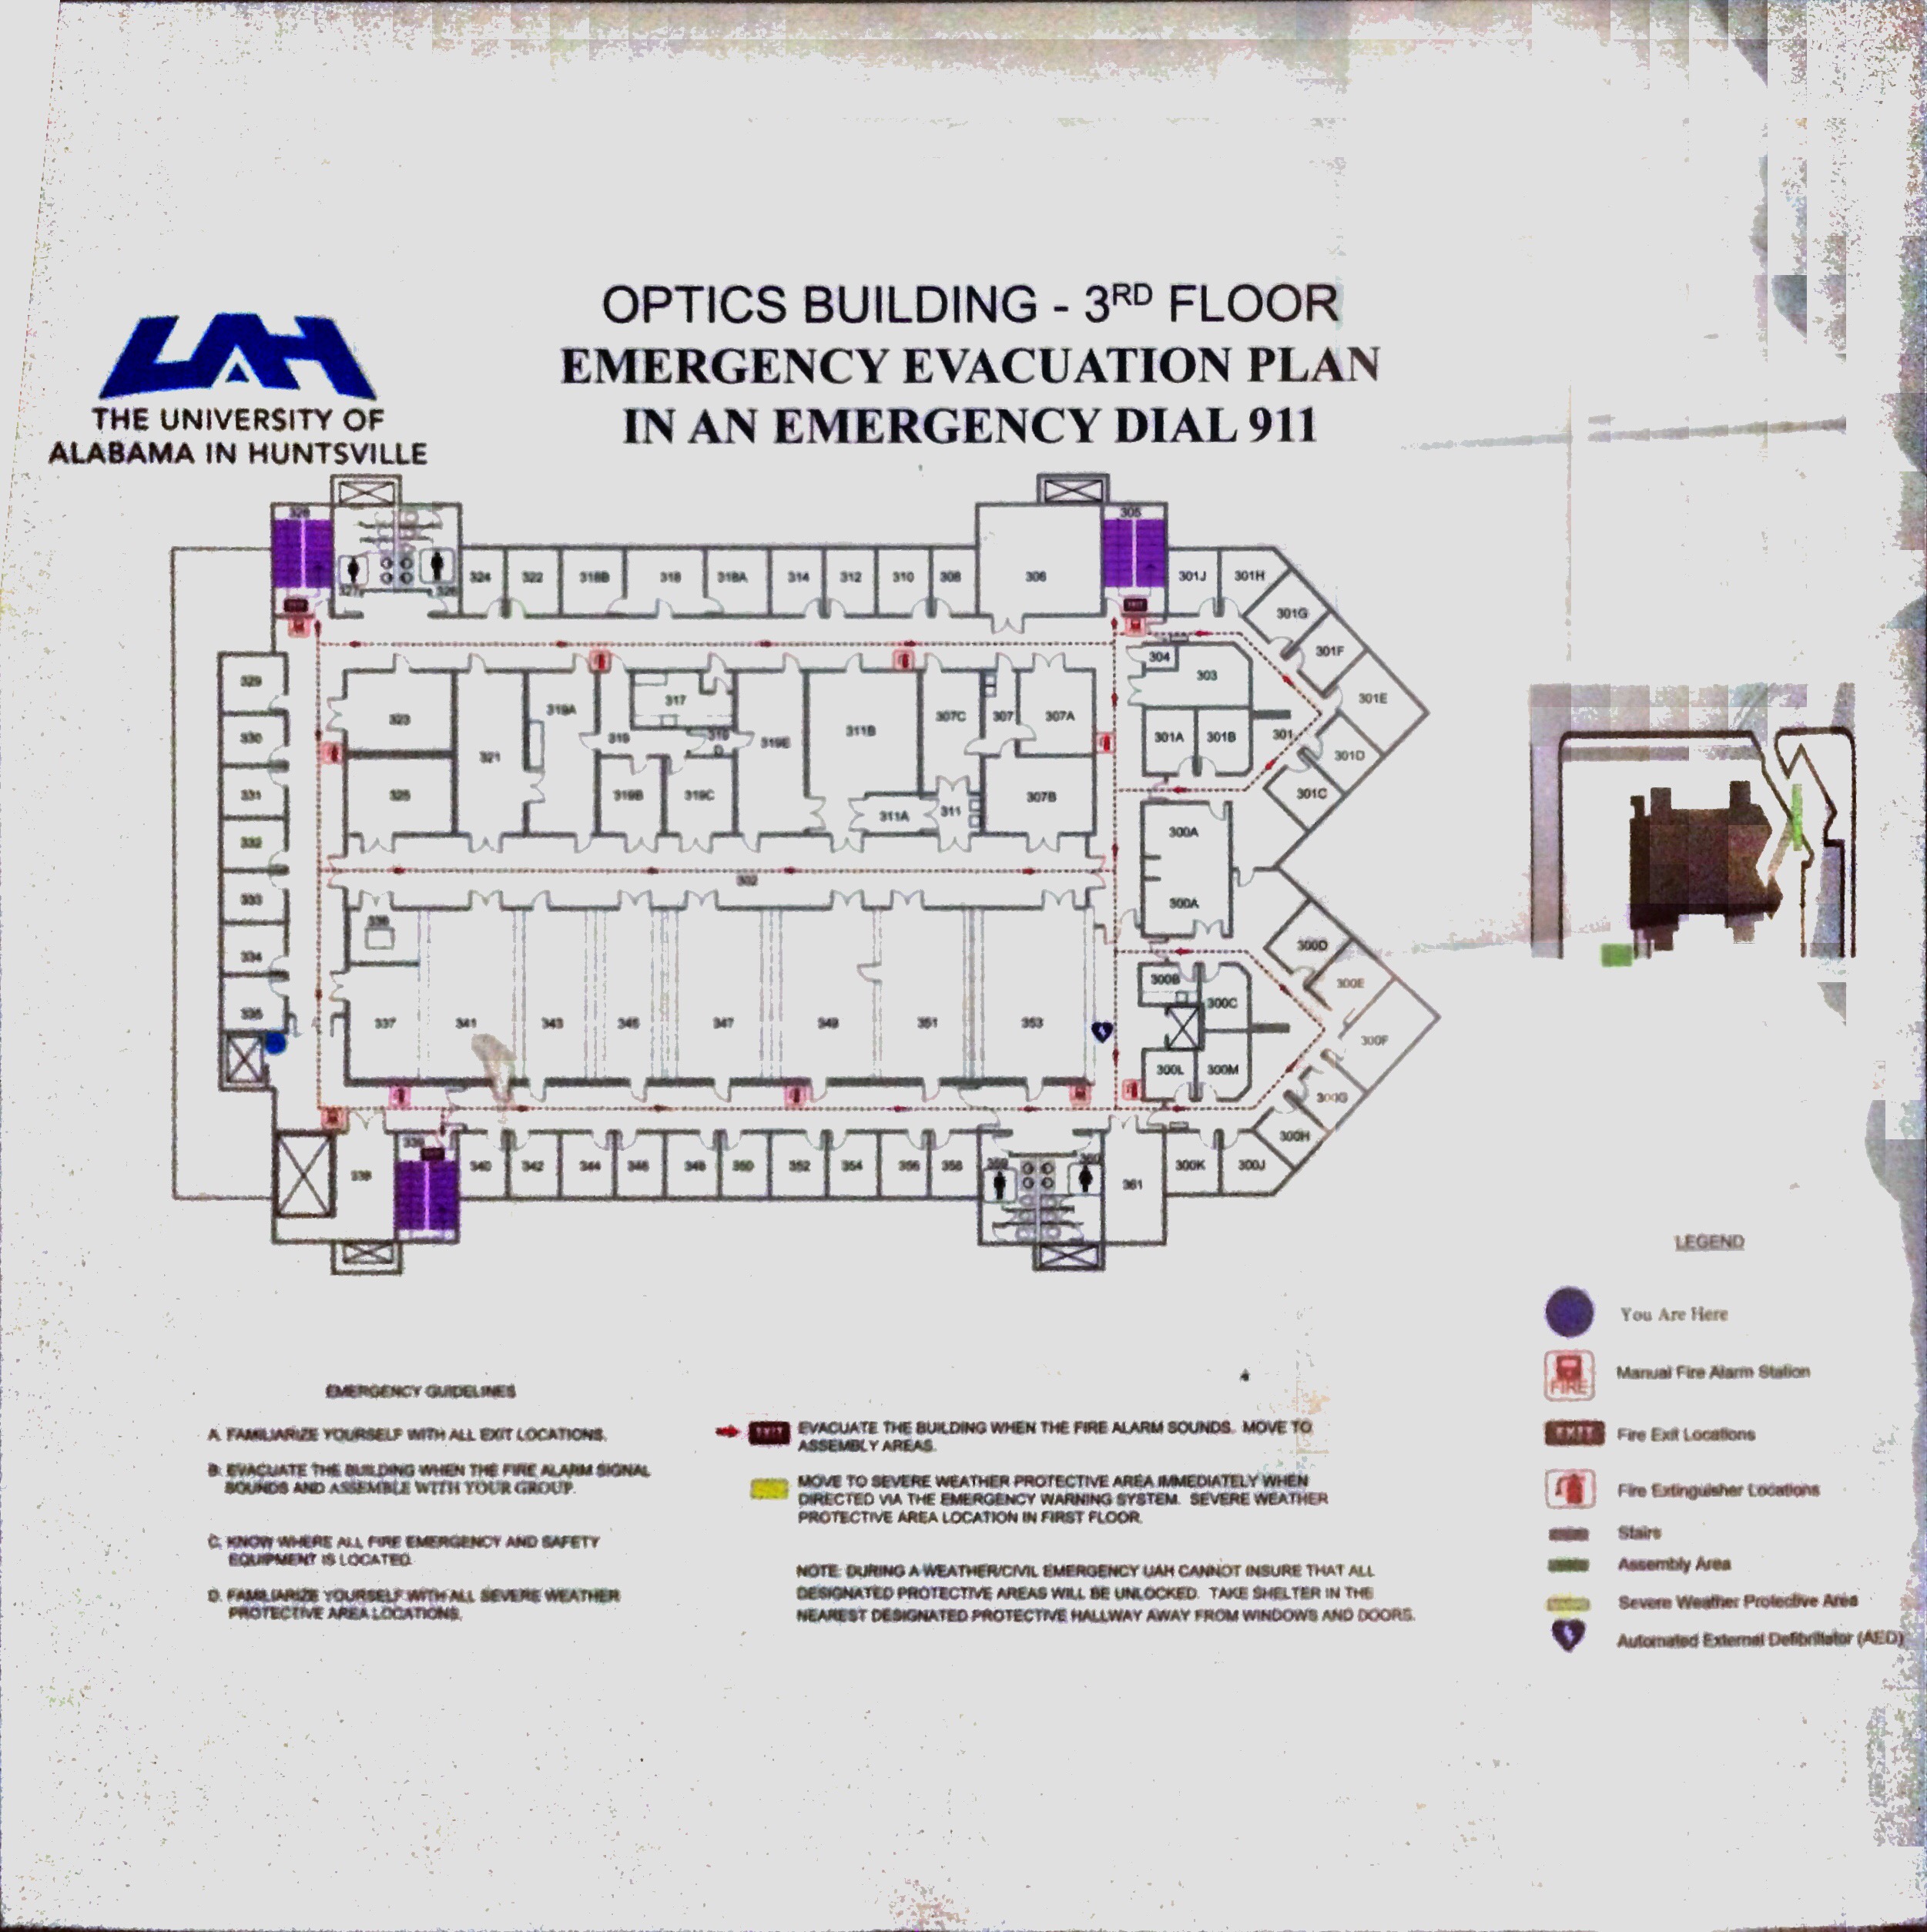 OPTICS BUILDING - 3RD FLOOR
EMERGENCY EVACUATION PLAN
IN AN EMERGENCY DIAL 911
UAH
THE UNIVERSITY OF
ALABAMA IN HUNTSVILLE
305
324 322 318B 318 318A 314 312 310 308 306 301J 301H
301G
301F
301E
301D
301C
304
303
301A 301B 301
329
330
331
332
333
334
335
323
325
321
319A
319
317
319B 319C
319E
311B
311A
311
307C 307 307A
307B
302
300A
300A
300B
300C
300D
300E
300F
300G
300H
300L 300M
337 341 343 345 347 349 351 353
340 342 344 346 348 350 352 354 356 358
361
300K 300J
LEGEND
You Are Here
FIRE Manual Fire Alarm Station
EXIT Fire Exit Locations
Fire Extinguisher Locations
Stairs
Assembly Area
Severe Weather Protective Area
Automated External Defibrillator (AED)
EMERGENCY GUIDELINES
A. FAMILIARIZE YOURSELF WITH ALL EXIT LOCATIONS.
B. EVACUATE THE BUILDING WHEN THE FIRE ALARM SIGNAL
SOUNDS AND ASSEMBLE WITH YOUR GROUP.
C. KNOW WHERE ALL FIRE EMERGENCY AND SAFETY
EQUIPMENT IS LOCATED.
D. FAMILIARIZE YOURSELF WITH ALL SEVERE WEATHER
PROTECTIVE AREA LOCATIONS.
EXIT EVACUATE THE BUILDING WHEN THE FIRE ALARM SOUNDS. MOVE TO
ASSEMBLY AREAS.
MOVE TO SEVERE WEATHER PROTECTIVE AREA IMMEDIATELY WHEN
DIRECTED VIA THE EMERGENCY WARNING SYSTEM. SEVERE WEATHER
PROTECTIVE AREA LOCATION IN FIRST FLOOR.
NOTE: DURING A WEATHER/CIVIL EMERGENCY UAH CANNOT INSURE THAT ALL
DESIGNATED PROTECTIVE AREAS WILL BE UNLOCKED. TAKE SHELTER IN THE
NEAREST DESIGNATED PROTECTIVE HALLWAY AWAY FROM WINDOWS AND DOORS.